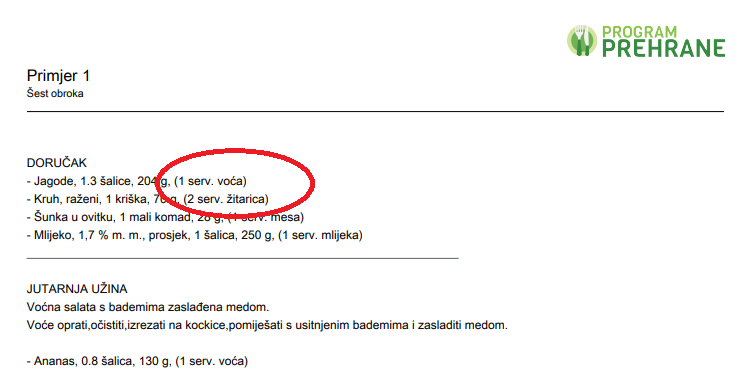 PROGRAM
PREHRANE
Primjer 1
Šest obroka
DORUČAK
- Jagode, 1.3 šalice, 204 g, (1 serv. voća)
- Kruh, raženi, 1 kriška, 76 g, (2 serv. žitarica)
- Šunka u ovitku, 1 mali komad, 28 g, (1 serv. mesa)
- Mlijeko, 1,7 % m. m., prosjek, 1 šalica, 250 g, (1 serv. mlijeka)
JUTARNJA UŽINA
Voćna salata s bademima zaslađena medom.
Voće oprati,očistiti,izrezati na kockice,pomiješati s usitnjenim bademima i zasladiti medom.
- Ananas, 0.8 šalica, 130 g, (1 serv. voća)